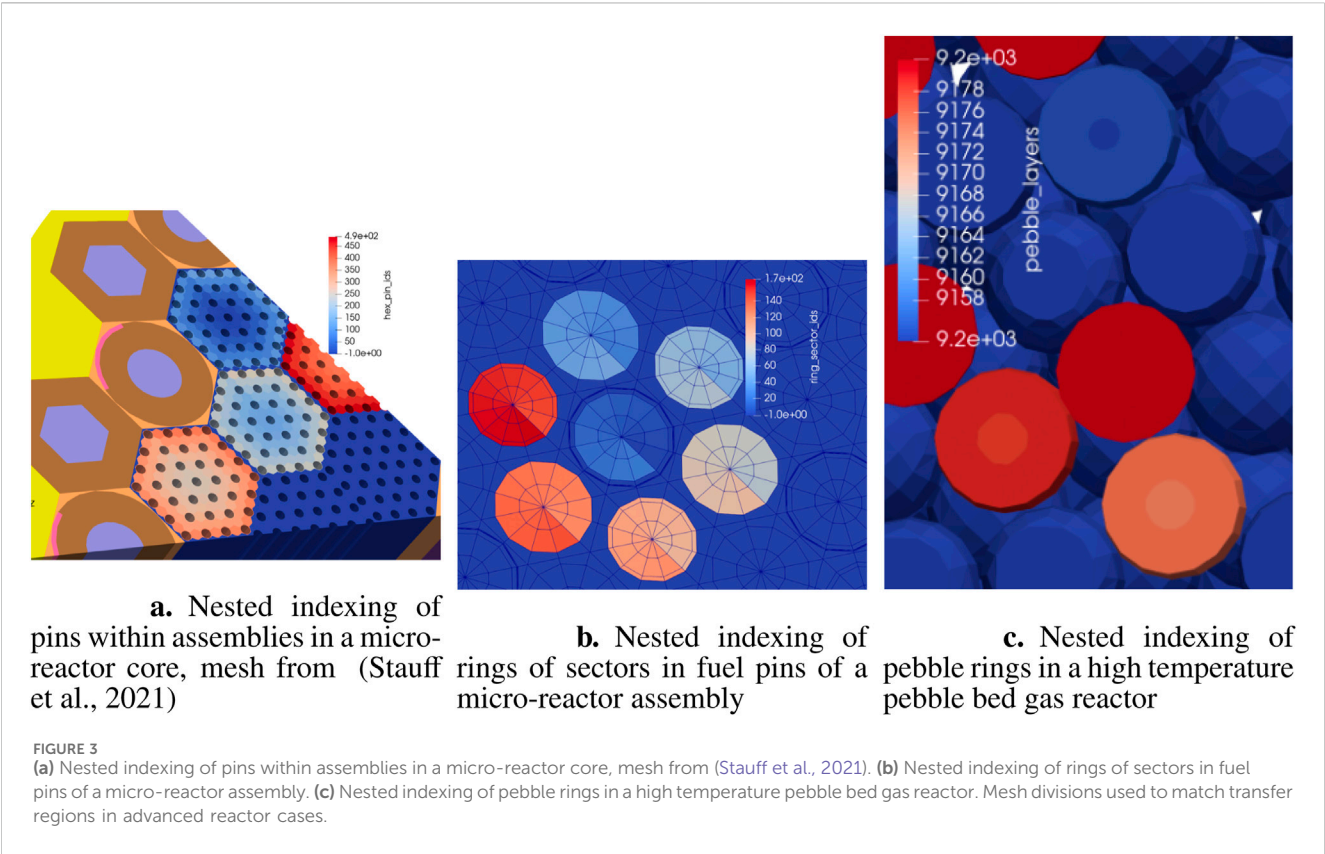 4.9e+02
450
400
350
300
250
200
150
100
50
-1.0e+00
hex_pin_ids
z
1.7e+02
140
120
100
80
60
40
20
-1.0e+00
ring_sector_ids
9.2e+03
9178
9176
9174
9172
9170
9168
9166
9164
9162
9160
9158
9.2e+03
pebble_layers
a. Nested indexing of
pins within assemblies in a micro-
reactor core, mesh from (Stauff
et al., 2021)
b. Nested indexing of
rings of sectors in fuel pins of a
micro-reactor assembly
c. Nested indexing of
pebble rings in a high temperature
pebble bed gas reactor
FIGURE 3
(a) Nested indexing of pins within assemblies in a micro-reactor core, mesh from (Stauff et al., 2021). (b) Nested indexing of rings of sectors in fuel
pins of a micro-reactor assembly. (c) Nested indexing of pebble rings in a high temperature pebble bed gas reactor. Mesh divisions used to match transfer
regions in advanced reactor cases.